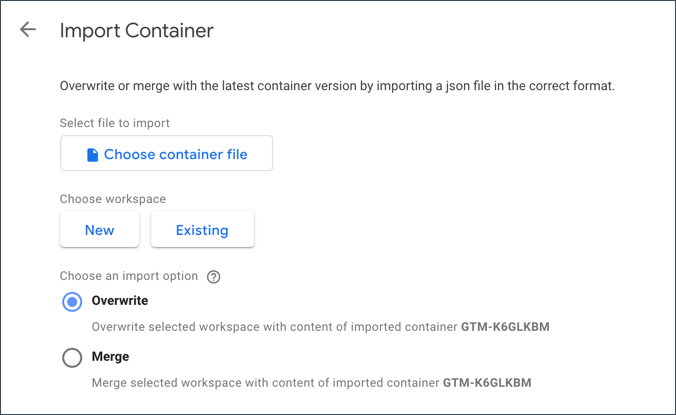 Import Container
Overwrite or merge with the latest container version by importing a json file in the correct format.
Select file to import
Choose container file
Choose workspace
New Existing
Choose an import option ?
Overwrite
Overwrite selected workspace with content of imported container GTM-K6GLKBM
Merge
Merge selected workspace with content of imported container GTM-K6GLKBM